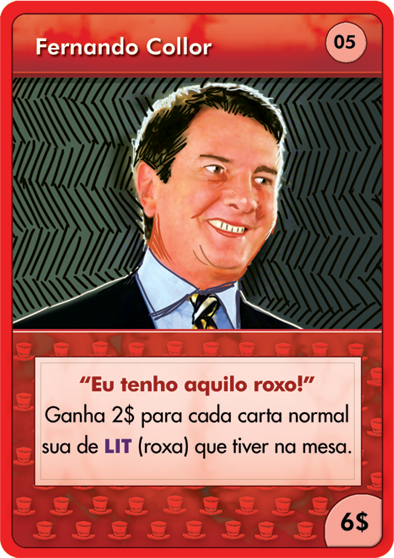 Fernando Collor
05
“Eu tenho aquilo roxo!”
Ganha 2$ para cada carta normal
sua de LIT (roxa) que tiver na mesa.
6$